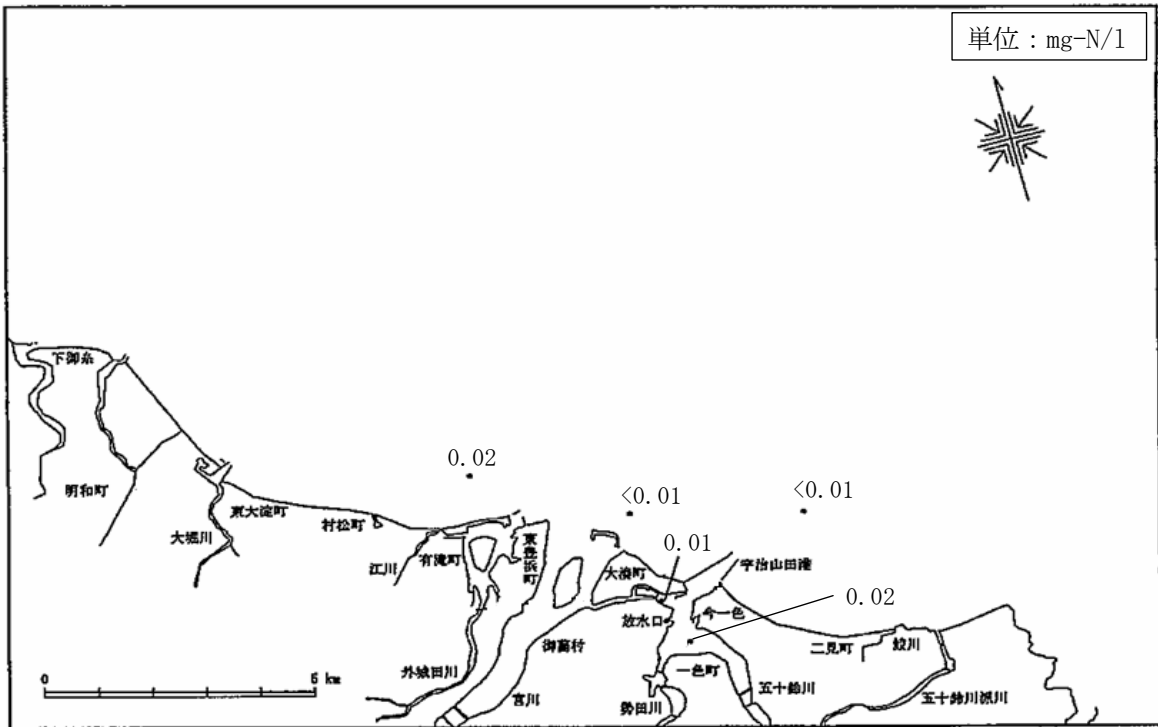 単位：mg-N/l
下御糸
0.02
<0.01
<0.01
明和町
東大淀町
村松町
大堀川
江川
有滝町
東豊浜町
大湊町
0.01
宇治山田港
0.02
今一色
放水口
御薗村
二見町
鮫川
外城田川
宮川
一色町
勢田川
五十鈴川
五十鈴川派川
0
5 km